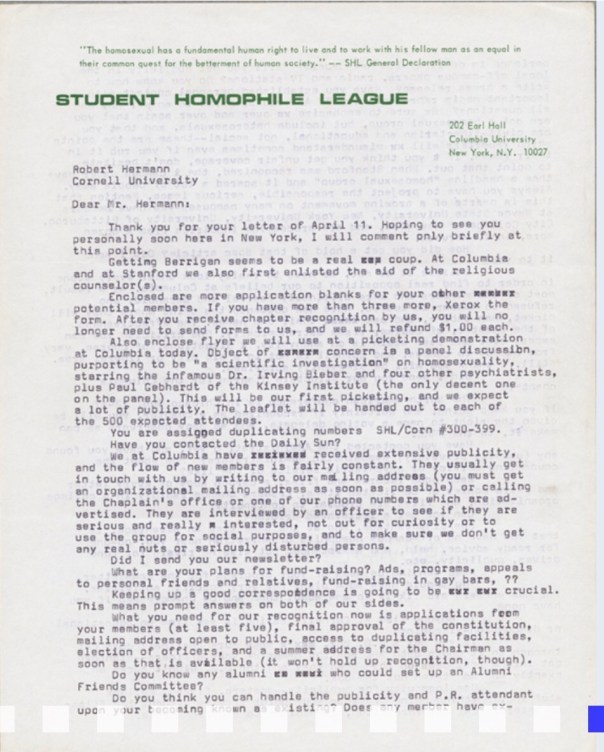 "The homosexual has a fundamental human right to live and to work with his fellow man as an equal in
their common quest for the betterment of human society." -- SHL General Declaration
STUDENT HOMOPHILE LEAGUE
202 Earl Hall
Columbia University
New York, N.Y. 10027
Robert Hermann
Cornell University
Dear Mr. Hermann:
Thank you for your letter of April 11. Hoping to see you
personally soon here in New York, I will comment only briefly at
this point.
Getting Berrigan seems to be a real coup. At Columbia
and at Stanford we also first enlisted the aid of the religious
counselor(s).
Enclosed are more application blanks for your other
potential members. If you have more than three more, Xerox the
form. After you receive chapter recognition by us, you will no
longer need to send forms to us, and we will refund $1.00 each.
Also enclose flyer we will use at a picketing demonstration
at Columbia today. Object of concern is a panel discussibn,
purporting to be "a scientific investigation" on homosexuality,
starring the infamous Dr. Irving Bieber and four other psychiatrists,
plus Paul Gebhardt of the Kinsey Institute (the only decent one
on the panel). This will be our first picketing, and we expect
a lot of publicity. The leaflet will be handed out to each of
the 500 expected attendees.
You are assigned duplicating numbers SHL/Corn #300-399.
Have you contacted the Daily Sun?
We at Columbia have received extensive publicity,
and the flow of new members is fairly constant. They usually get
in touch with us by writing to our mailing address (you must get
an organizational mailing address as soon as possible) or calling
the Chaplain's office or one of our phone numbers which are ad-
vertised. They are interviewed by an officer to see if they are
serious and really interested, not out for curiosity or to
use the group for social purposes, and to make sure we don't get
any real nuts or seriously disturbed persons.
Did I send you our newsletter?
What are your plans for fund-raising? Ads, programs, appeals
to personal friends and relatives, fund-raising in gay bars, ??
Keeping up a good correspondence is going to be crucial.
This means prompt answers on both of our sides.
What you need for our recognition now is applications from
your members (at least five), final approval of the constitution,
mailing address open to public, access to duplicating facilities,
election of officers, and a summer address for the Chairman as
soon as that is available (it won't hold up recognition, though).
Do you know any alumni who could set up an Alumni
Friends Committee?
Do you think you can handle the publicity and P.R. attendant
upon your becoming known as existing? Does any member have ex-